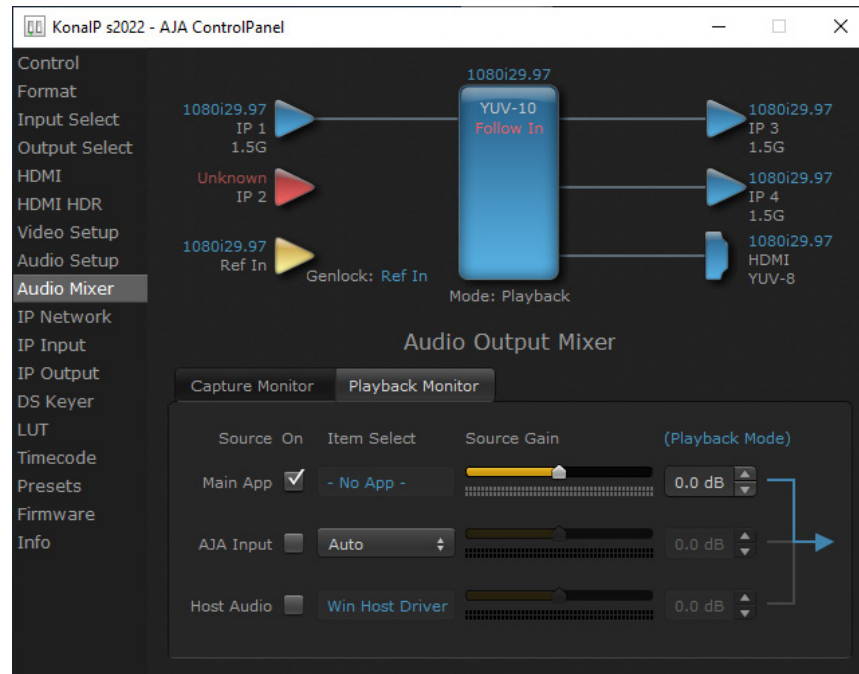 KonaIP s2022 - AJA ControlPanel
Control
Format
Input Select
Output Select
HDMI
HDMI HDR
Video Setup
Audio Setup
Audio Mixer
IP Network
IP Input
IP Output
DS Keyer
LUT
Timecode
Presets
Firmware
Info
1080i29.97
1080i29.97
IP 1
1.5G
Unknown
IP 2
1080i29.97
Ref In
Genlock: Ref In
YUV-10
Follow In
Mode: Playback
1080i29.97
IP 3
1.5G
1080i29.97
IP 4
1.5G
1080i29.97
HDMI
YUV-8
Audio Output Mixer
Capture Monitor Playback Monitor
Source On Item Select Source Gain (Playback Mode)
Main App - No App - 0.0 dB
AJA Input Auto 0.0 dB
Host Audio Win Host Driver 0.0 dB